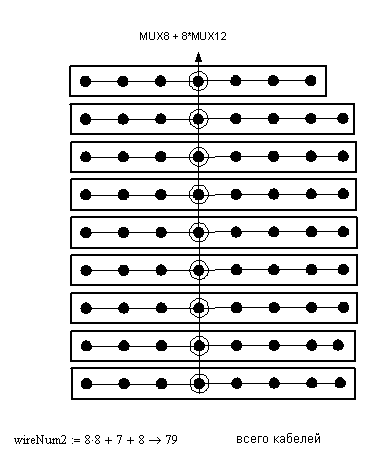 MUX8 + 8*MUX12
wireNum2 := 8·8 + 7 + 8 → 79 всего кабелей